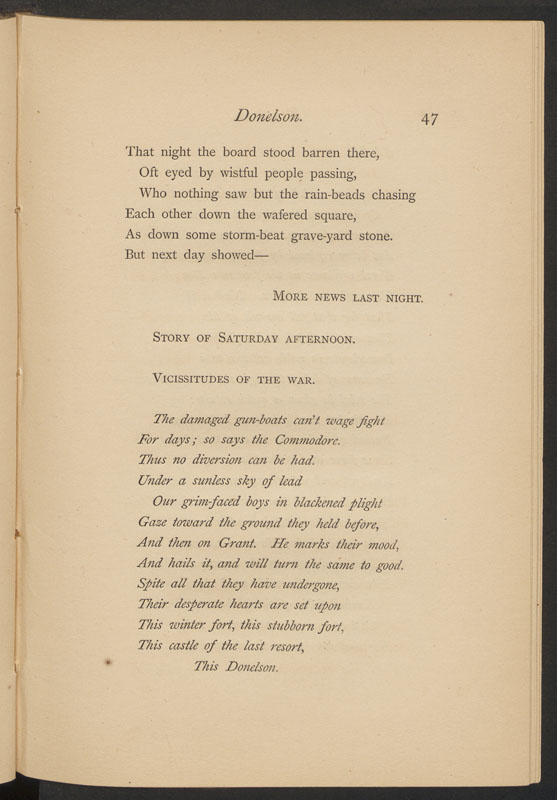 Donelson. 47
That night the board stood barren there,
Oft eyed by wistful people passing,
Who nothing saw but the rain-beads chasing
Each other down the wafered square,
As down some storm-beat grave-yard stone.
But next day showed—
MORE NEWS LAST NIGHT.
STORY OF SATURDAY AFTERNOON.
VICISSITUDES OF THE WAR.
The damaged gun-boats can't wage fight
For days; so says the Commodore.
Thus no diversion can be had.
Under a sunless sky of lead
Our grim-faced boys in blackened plight
Gaze toward the ground they held before,
And then on Grant. He marks their mood,
And hails it, and will turn the same to good.
Spite all that they have undergone,
Their desperate hearts are set upon
This winter fort, this stubborn fort,
This castle of the last resort,
This Donelson.